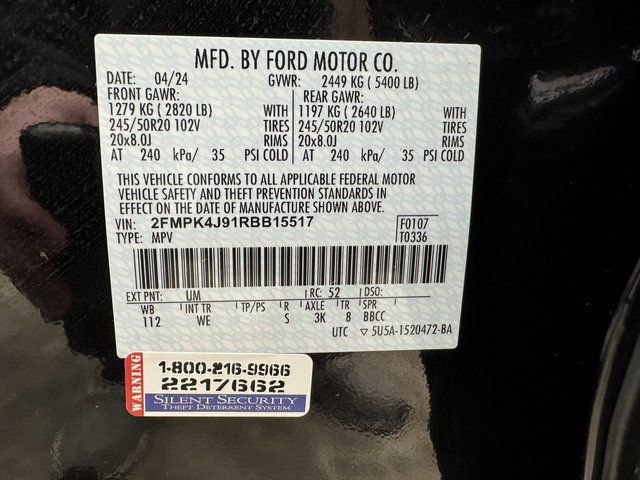 MFD. BY FORD MOTOR CO.
DATE: 04/24 GVWR: 2449 KG ( 5400 LB)
FRONT GAWR: REAR GAWR:
1279 KG ( 2820 LB) WITH 1197 KG ( 2640 LB) WITH
245/50R20 102V TIRES 245/50R20 102V TIRES
20x8.0J RIMS 20x8.0J RIMS
AT 240 kPa/ 35 PSI COLD AT 240 kPa/ 35 PSI COLD
THIS VEHICLE CONFORMS TO ALL APPLICABLE FEDERAL MOTOR
VEHICLE SAFETY AND THEFT PREVENTION STANDARDS IN
EFFECT ON THE DATE OF MANUFACTURE SHOWN ABOVE.
VIN: 2FMPK4J91RBB15517 F0107
TYPE: MPV T0336
EXT PNT: UM RC: 52 DSO:
WB INT TR TP/PS R AXLE TR SPR
112 WE S 3K 8 BBCC
UTC ▽ 5U5A-1520472-BA
WARNING
1-800-216-9966
2217662
SILENT SECURITY
THEFT DETERRENT SYSTEM